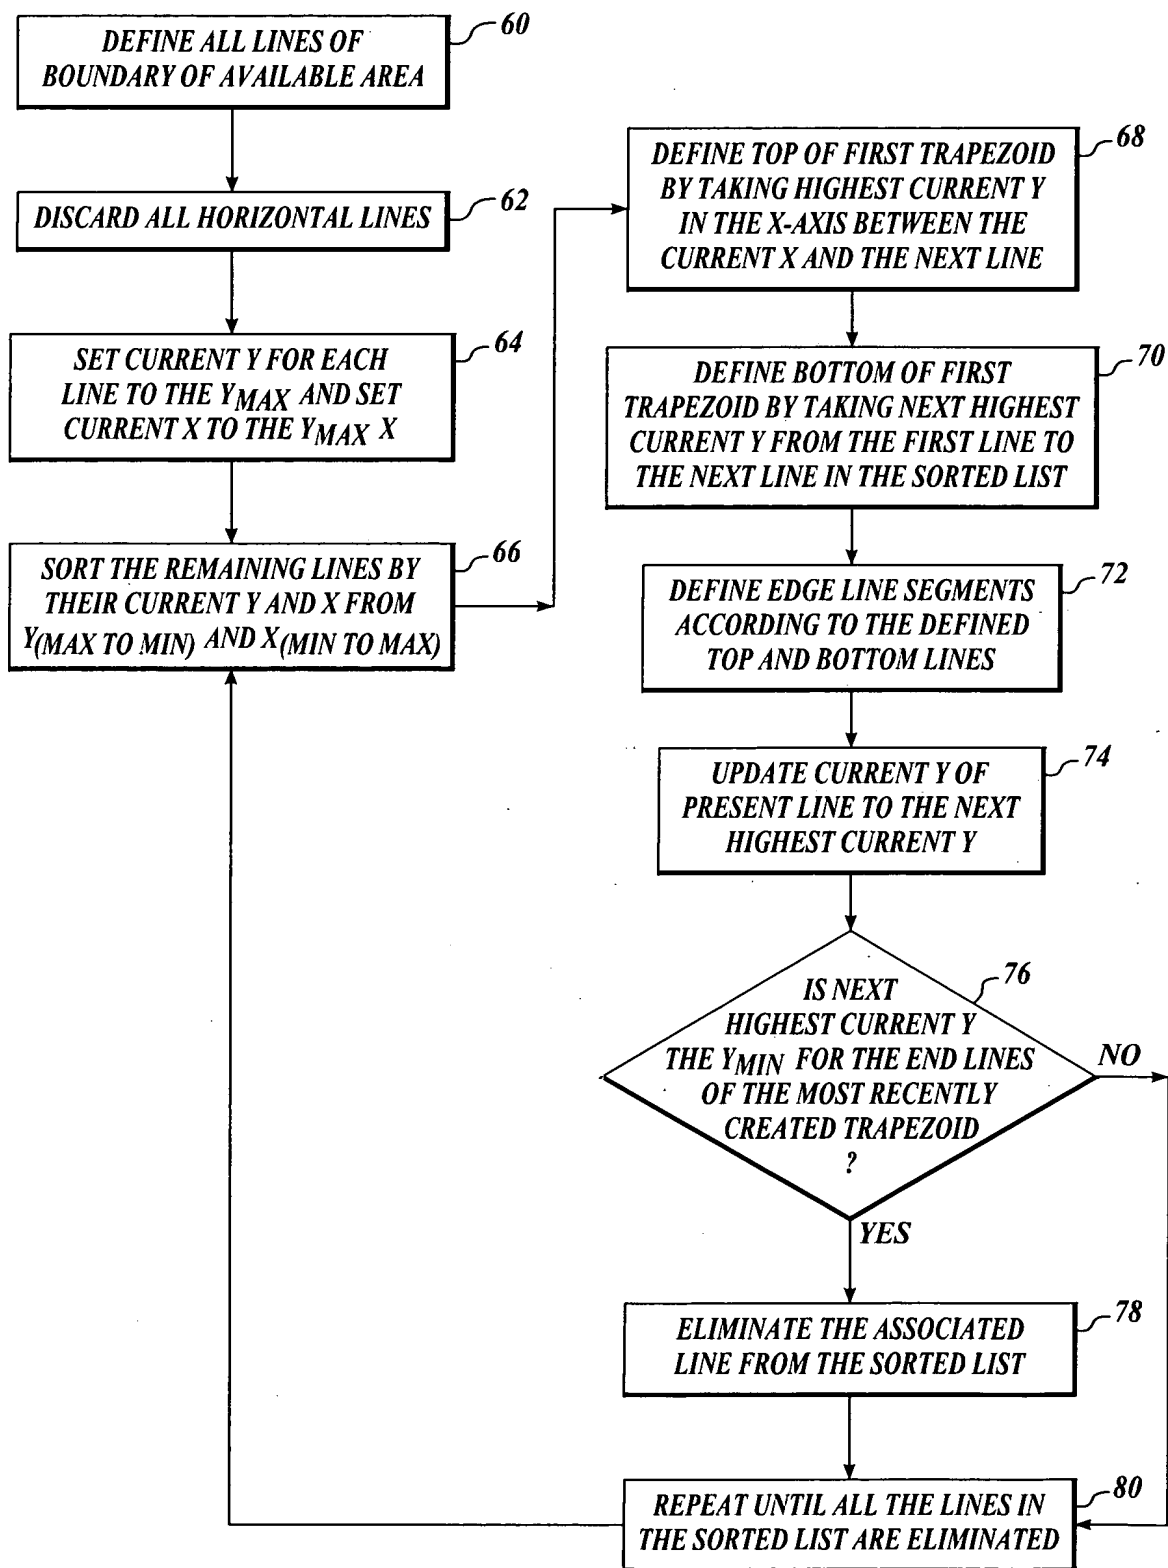 60
DEFINE ALL LINES OF
BOUNDARY OF AVAILABLE AREA
62
DISCARD ALL HORIZONTAL LINES
64
SET CURRENT Y FOR EACH
LINE TO THE YMAX AND SET
CURRENT X TO THE YMAX X
66
SORT THE REMAINING LINES BY
THEIR CURRENT Y AND X FROM
Y(MAX TO MIN) AND X(MIN TO MAX)
68
DEFINE TOP OF FIRST TRAPEZOID
BY TAKING HIGHEST CURRENT Y
IN THE X-AXIS BETWEEN THE
CURRENT X AND THE NEXT LINE
70
DEFINE BOTTOM OF FIRST
TRAPEZOID BY TAKING NEXT HIGHEST
CURRENT Y FROM THE FIRST LINE TO
THE NEXT LINE IN THE SORTED LIST
72
DEFINE EDGE LINE SEGMENTS
ACCORDING TO THE DEFINED
TOP AND BOTTOM LINES
74
UPDATE CURRENT Y OF
PRESENT LINE TO THE NEXT
HIGHEST CURRENT Y
76
IS NEXT
HIGHEST CURRENT Y
THE YMIN FOR THE END LINES
OF THE MOST RECENTLY
CREATED TRAPEZOID
?
NO
YES
78
ELIMINATE THE ASSOCIATED
LINE FROM THE SORTED LIST
80
REPEAT UNTIL ALL THE LINES IN
THE SORTED LIST ARE ELIMINATED